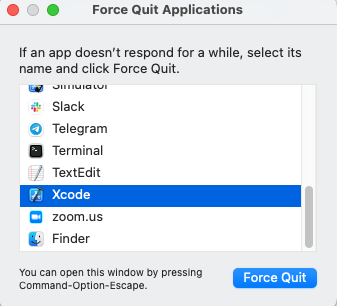 Force Quit Applications
If an app doesn't respond for a while, select its
name and click Force Quit.
Simulator
Slack
Telegram
Terminal
TextEdit
Xcode
zoom.us
Finder
You can open this window by pressing
Command-Option-Escape.
Force Quit